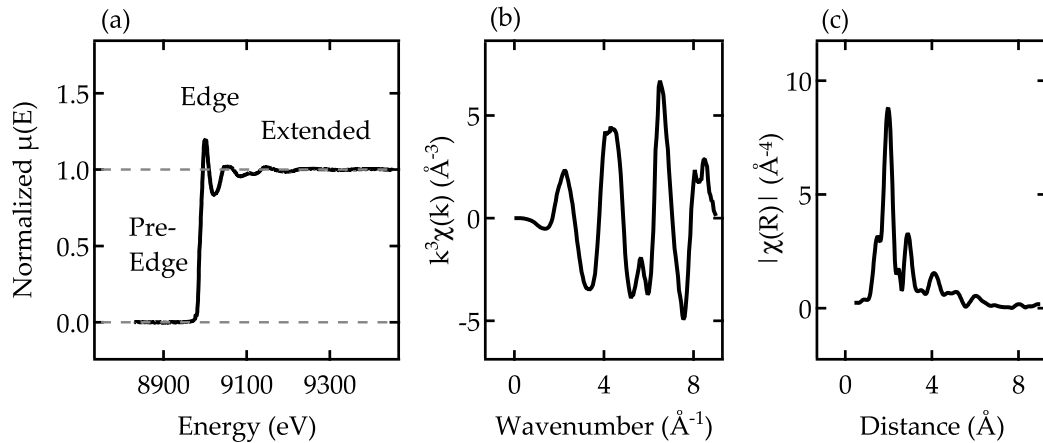 (a)
Normalized μ(E)
1.5
1.0
0.5
0.0
Edge
Extended
Pre-
Edge
8900
9100
9300
Energy (eV)
(b)
k³χ(k) (Å⁻³)
5
0
-5
0
4
8
Wavenumber (Å⁻¹)
(c)
|χ(R)| (Å⁻⁴)
10
5
0
0
4
8
Distance (Å)